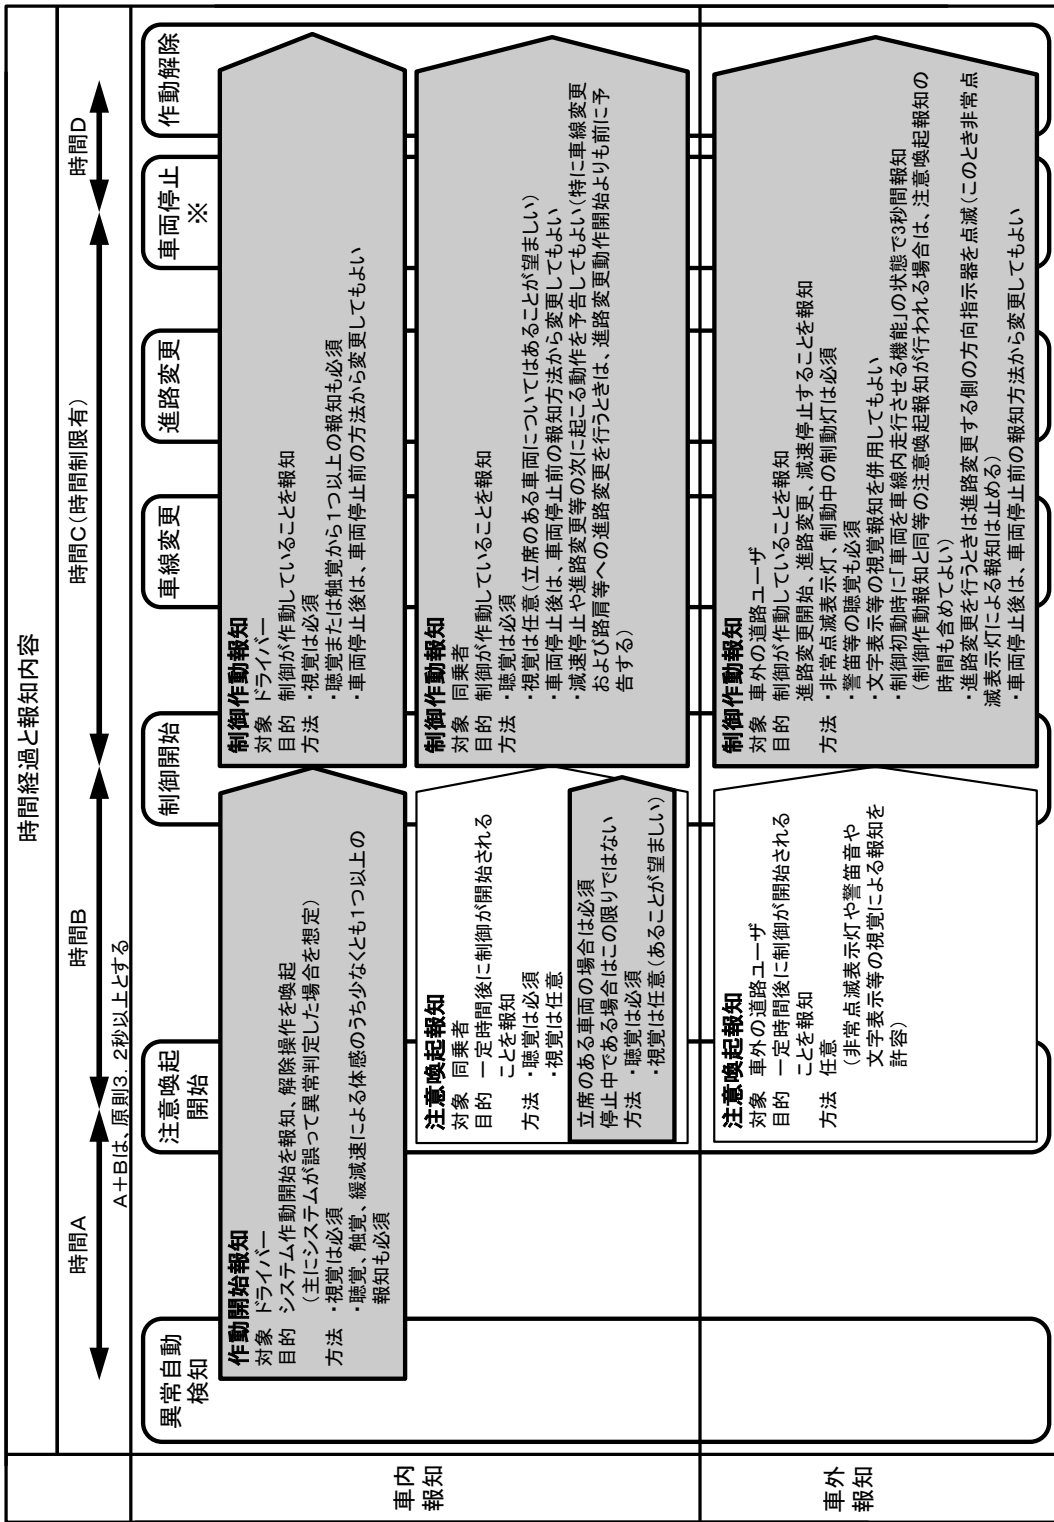 時間経過と報知内容
時間A
時間B
時間C(時間制限有)
時間D
A+Bは、原則3.2秒以上とする
異常自動
検知
注意喚起
開始
制御開始
車線変更
進路変更
車両停止
※
作動解除
車内
報知
作動開始報知
対象 ドライバー
目的 システム作動開始を報知、解除操作を喚起
(主にシステムが誤って異常判定した場合を想定)
方法 ・視覚は必須
・聴覚、触覚、緩減速による体感のうち少なくとも1つ以上の
報知も必須
制御作動報知
対象 ドライバー
目的 制御が作動していることを報知
方法 ・視覚は必須
・聴覚または触覚から1つ以上の報知も必須
・車両停止後は、車両停止前の方法から変更してもよい
注意喚起報知
対象 同乗者
目的 一定時間後に制御が開始される
ことを報知
方法 ・聴覚は必須
・視覚は任意
立席のある車両の場合は必須
停止中である場合はこの限りではない
方法 ・聴覚は必須
・視覚は任意(あることが望ましい)
制御作動報知
対象 同乗者
目的 制御が作動していることを報知
方法 ・聴覚は必須
・視覚は任意(立席のある車両についてはあることが望ましい)
・車両停止後は、車両停止前の報知方法から変更してもよい
・減速停止や進路変更等の次に起こる動作を予告してもよい(特に車線変更
および路肩等への進路変更を行うときは、進路変更動作開始よりも前に予
告する)
車外
報知
注意喚起報知
対象 車外の道路ユーザ
目的 一定時間後に制御が開始される
ことを報知
方法 任意
(非常点滅表示灯や警笛音や
文字表示等の視覚による報知を
許容)
制御作動報知
対象 車外の道路ユーザ
目的 制御が作動していることを報知
進路変更開始、進路変更、減速停止することを報知
方法 ・非常点滅表示灯、制動中の制動灯は必須
・警笛等の聴覚も必須
・文字表示等の視覚報知を併用してもよい
・制御初動時に「車両を車線内走行させる機能」の状態で3秒間報知
(制御作動報知と同等の注意喚起報知が行われる場合は、注意喚起報知の
時間も含めてよい)
・進路変更を行うときは進路変更する側の方向指示器を点滅(このとき非常点
滅表示灯による報知は止める)
・車両停止後は、車両停止前の報知方法から変更してもよい